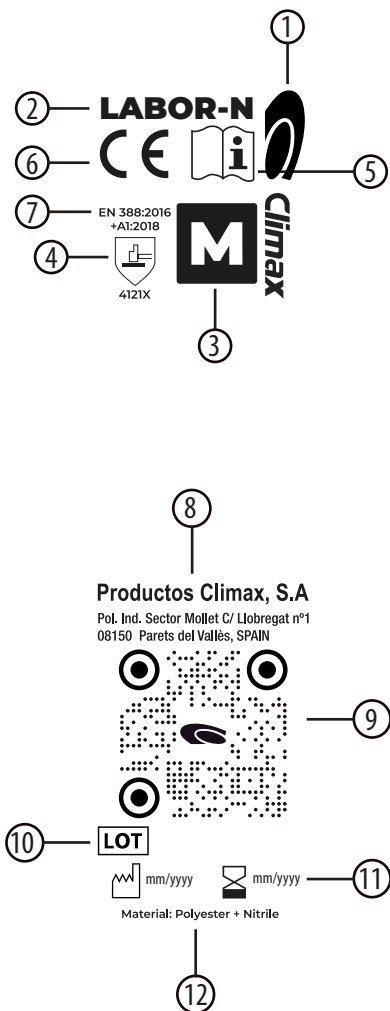 1
2 LABOR-N
6 CE i 5
7 EN 388:2016
+A1:2018
M
Climax
4
4121X
3
8
Productos Climax, S.A
Pol. Ind. Sector Mollet C/ Llobregat nº1
08150 Parets del Vallès, SPAIN
9
10 LOT
mm/yyyy mm/yyyy 11
Material: Polyester + Nitrile
12